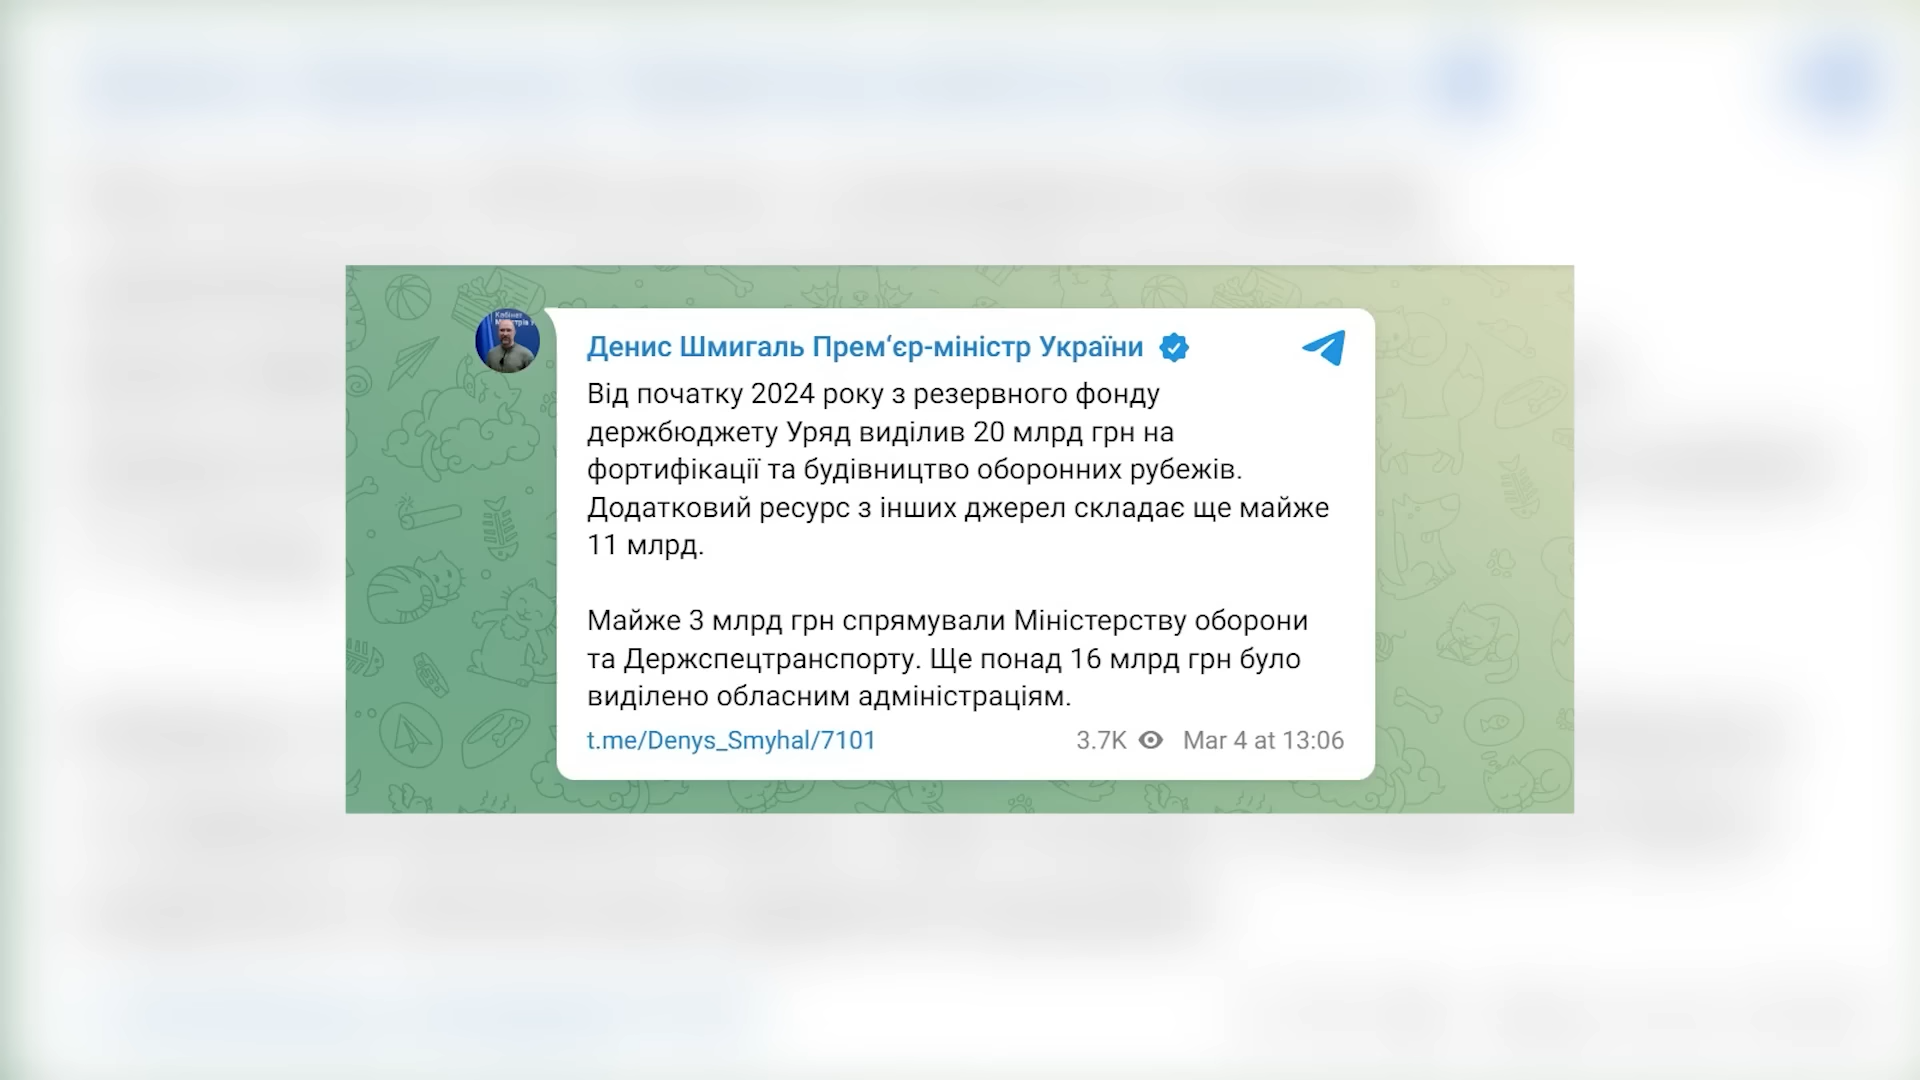 Денис Шмигаль Прем‘єр-міністр України
Від початку 2024 року з резервного фонду
держбюджету Уряд виділив 20 млрд грн на
фортифікації та будівництво оборонних рубежів.
Додатковий ресурс з інших джерел складає ще майже
11 млрд.
Майже 3 млрд грн спрямували Міністерству оборони
та Держспецтранспорту. Ще понад 16 млрд грн було
виділено обласним адміністраціям.
t.me/Denys_Smyhal/7101 3.7K Mar 4 at 13:06